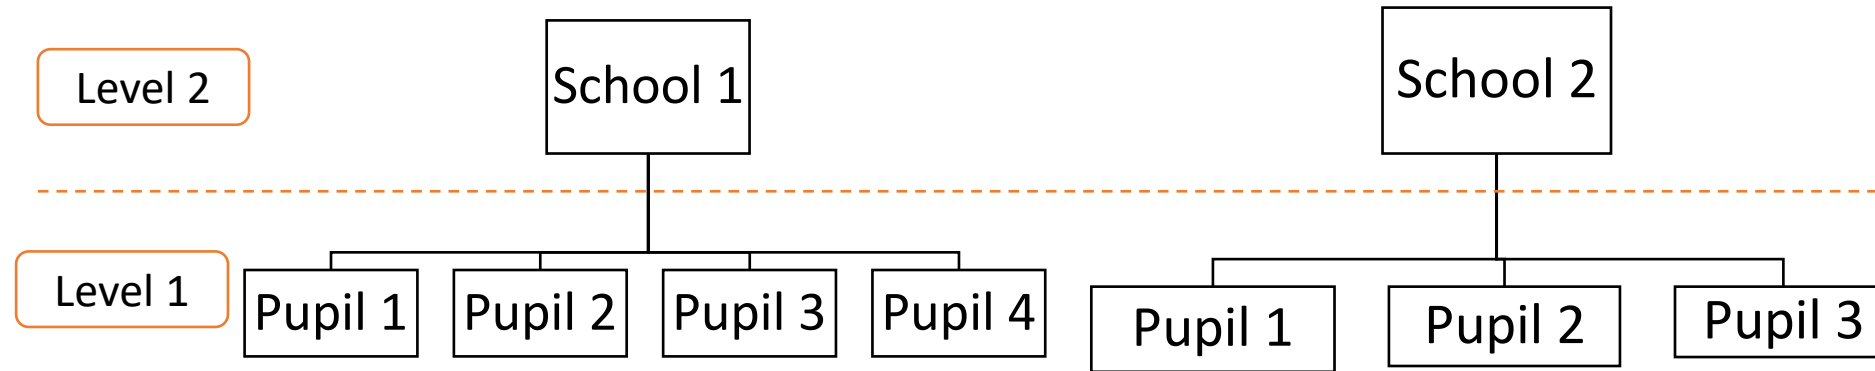 Level 2
School 1
School 2
Level 1
Pupil 1
Pupil 2
Pupil 3
Pupil 4
Pupil 1
Pupil 2
Pupil 3